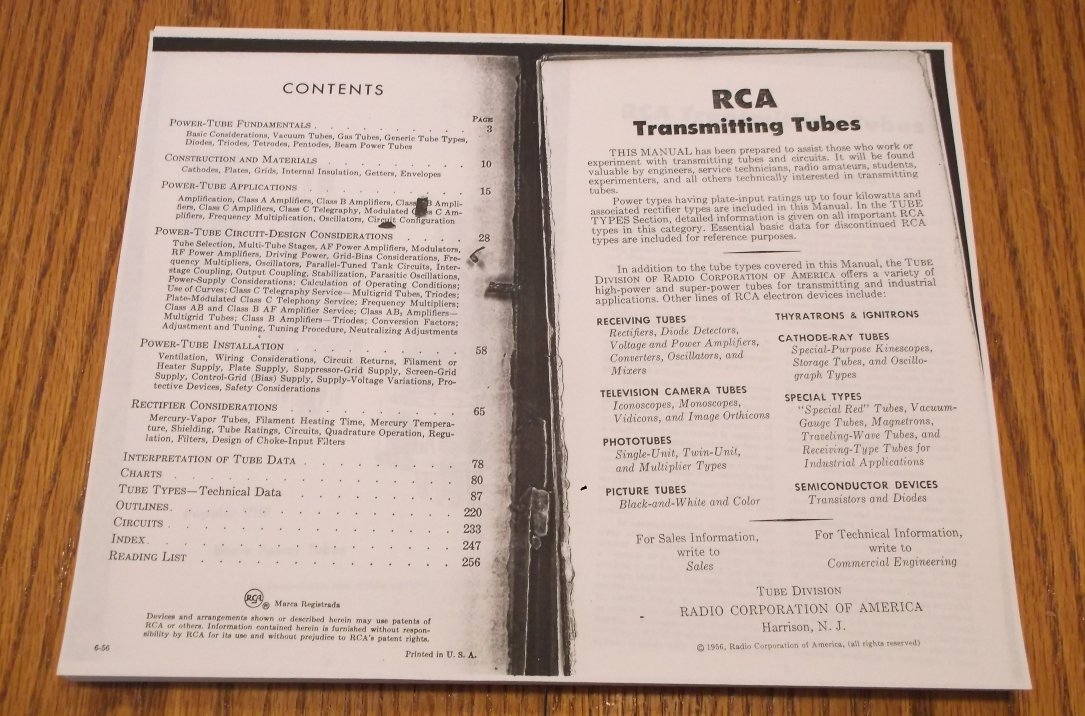 CONTENTS
PAGE
POWER-TUBE FUNDAMENTALS . . . . . . . . 3
Basic Considerations, Vacuum Tubes, Gas Tubes, Generic Tube Types,
Diodes, Triodes, Tetrodes, Pentodes, Beam Power Tubes
CONSTRUCTION AND MATERIALS . . . . . . . . 10
Cathodes, Plates, Grids, Internal Insulation, Getters, Envelopes
POWER-TUBE APPLICATIONS . . . . . . . . 15
Amplification, Class A Amplifiers, Class B Amplifiers, Class B Ampli-
fiers, Class C Amplifiers, Class C Telegraphy, Modulated C Am-
plifiers, Frequency Multiplication, Oscillators, Circuit Configuration
POWER-TUBE CIRCUIT-DESIGN CONSIDERATIONS . . . . 28
Tube Selection, Multi-Tube Stages, AF Power Amplifiers, Modulators,
RF Power Amplifiers, Driving Power, Grid-Bias Considerations, Fre-
quency Multipliers, Oscillators, Parallel-Tuned Tank Circuits, Inter-
stage Coupling, Output Coupling, Stabilization, Parasitic Oscillations,
Power-Supply Considerations; Calculation of Operating Conditions;
Use of Curves; Class C Telegraphy Service—Multigrid Tubes, Triodes;
Plate-Modulated Class C Telephony Service; Frequency Multipliers;
Class AB and Class B AF Amplifier Service; Class AB₁ Amplifiers—
Multigrid Tubes; Class B Amplifiers—Triodes; Conversion Factors;
Adjustment and Tuning, Tuning Procedure, Neutralizing Adjustments
POWER-TUBE INSTALLATION . . . . . . . . 58
Ventilation, Wiring Considerations, Circuit Returns, Filament or
Heater Supply, Plate Supply, Suppressor-Grid Supply, Screen-Grid
Supply, Control-Grid (Bias) Supply, Supply-Voltage Variations, Pro-
tective Devices, Safety Considerations
RECTIFIER CONSIDERATIONS . . . . . . . . 65
Mercury-Vapor Tubes, Filament Heating Time, Mercury Tempera-
ture, Shielding, Tube Ratings, Circuits, Quadrature Operation, Regu-
lation, Filters, Design of Choke-Input Filters
INTERPRETATION OF TUBE DATA . . . . . . . . 78
CHARTS . . . . . . . . 80
TUBE TYPES—Technical Data . . . . . . . . 87
OUTLINES . . . . . . . . 220
CIRCUITS . . . . . . . . 233
INDEX . . . . . . . . 247
READING LIST . . . . . . . . 256
RCA ® Marca Registrada
Devices and arrangements shown or described herein may use patents of
RCA or others. Information contained herein is furnished without respon-
sibility by RCA for its use and without prejudice to RCA's patent rights.
6-56
Printed in U. S. A.
RCA
Transmitting Tubes
THIS MANUAL has been prepared to assist those who work or
experiment with transmitting tubes and circuits. It will be found
valuable by engineers, service technicians, radio amateurs, students,
experimenters, and all others technically interested in transmitting
tubes.
Power types having plate-input ratings up to four kilowatts and
associated rectifier types are included in this Manual. In the TUBE
TYPES Section, detailed information is given on all important RCA
types in this category. Essential basic data for discontinued RCA
types are included for reference purposes.
In addition to the tube types covered in this Manual, the TUBE
DIVISION OF RADIO CORPORATION OF AMERICA offers a variety of
high-power and super-power tubes for transmitting and industrial
applications. Other lines of RCA electron devices include:
RECEIVING TUBES
Rectifiers, Diode Detectors,
Voltage and Power Amplifiers,
Converters, Oscillators, and
Mixers
TELEVISION CAMERA TUBES
Iconoscopes, Monoscopes,
Vidicons, and Image Orthicons
PHOTOTUBES
Single-Unit, Twin-Unit,
and Multiplier Types
PICTURE TUBES
Black-and-White and Color
THYRATRONS & IGNITRONS
CATHODE-RAY TUBES
Special-Purpose Kinescopes,
Storage Tubes, and Oscillo-
graph Types
SPECIAL TYPES
"Special Red" Tubes, Vacuum-
Gauge Tubes, Magnetrons,
Traveling-Wave Tubes, and
Receiving-Type Tubes for
Industrial Applications
SEMICONDUCTOR DEVICES
Transistors and Diodes
For Sales Information,
write to
Sales
For Technical Information,
write to
Commercial Engineering
TUBE DIVISION
RADIO CORPORATION OF AMERICA
Harrison, N. J.
© 1956, Radio Corporation of America, (all rights reserved)